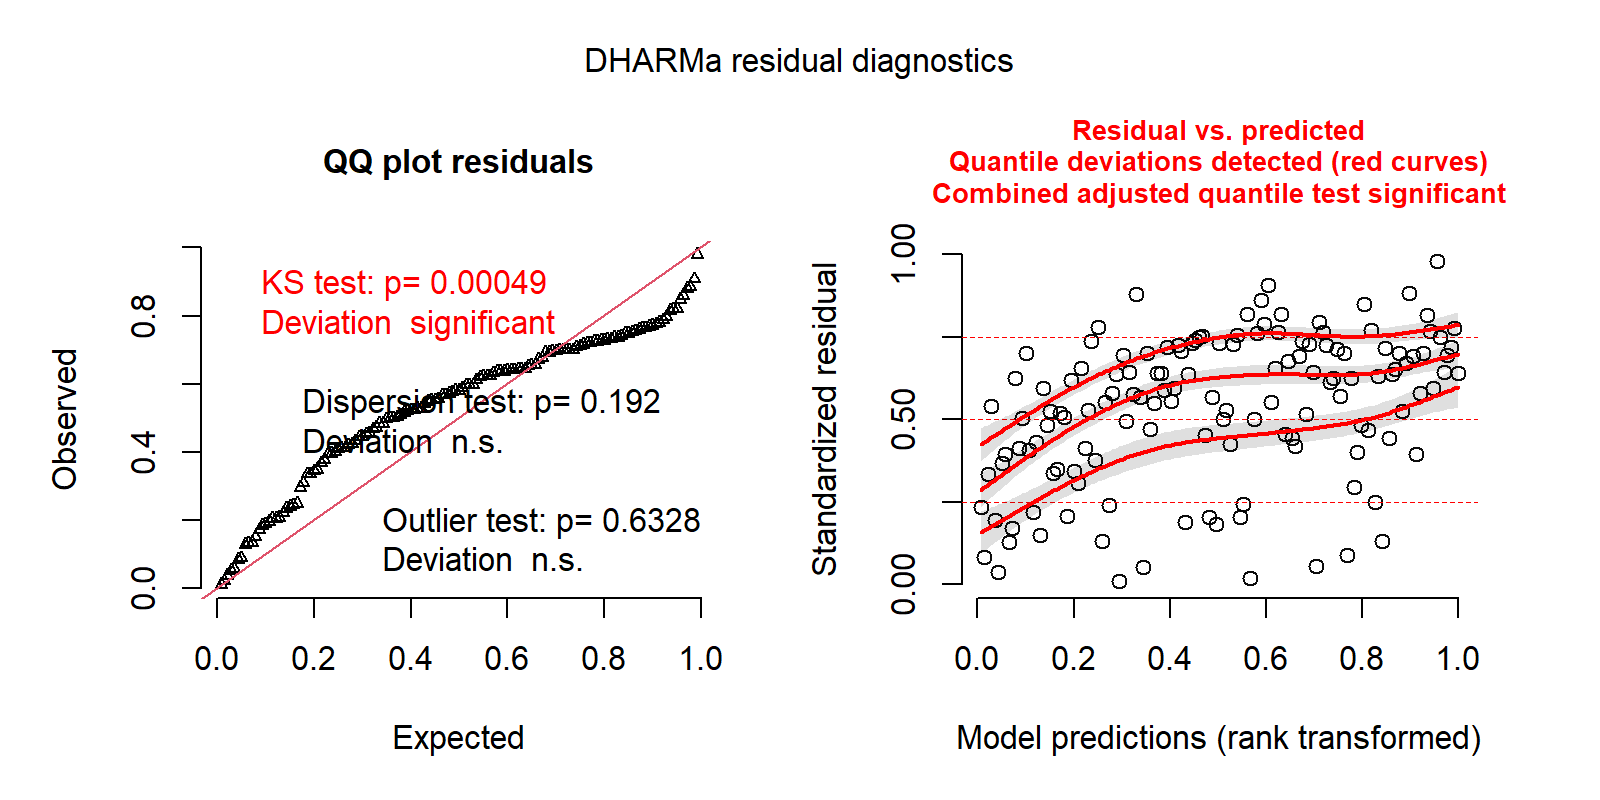 DHARMa residual diagnostics
QQ plot residuals
KS test: p= 0.00049
Deviation  significant
Dispersion test: p= 0.192
Deviation  n.s.
Outlier test: p= 0.6328
Deviation  n.s.
Observed
0.0
0.4
0.8
0.0 0.2 0.4 0.6 0.8 1.0
Expected
Residual vs. predicted
Quantile deviations detected (red curves)
Combined adjusted quantile test significant
Standardized residual
0.00
0.50
1.00
0.0 0.2 0.4 0.6 0.8 1.0
Model predictions (rank transformed)